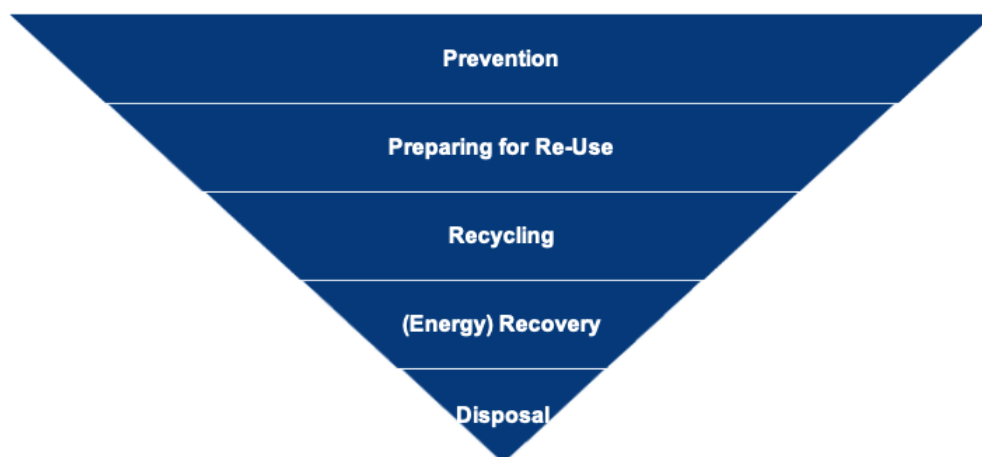 Prevention
Preparing for Re-Use
Recycling
(Energy) Recovery
Disposal